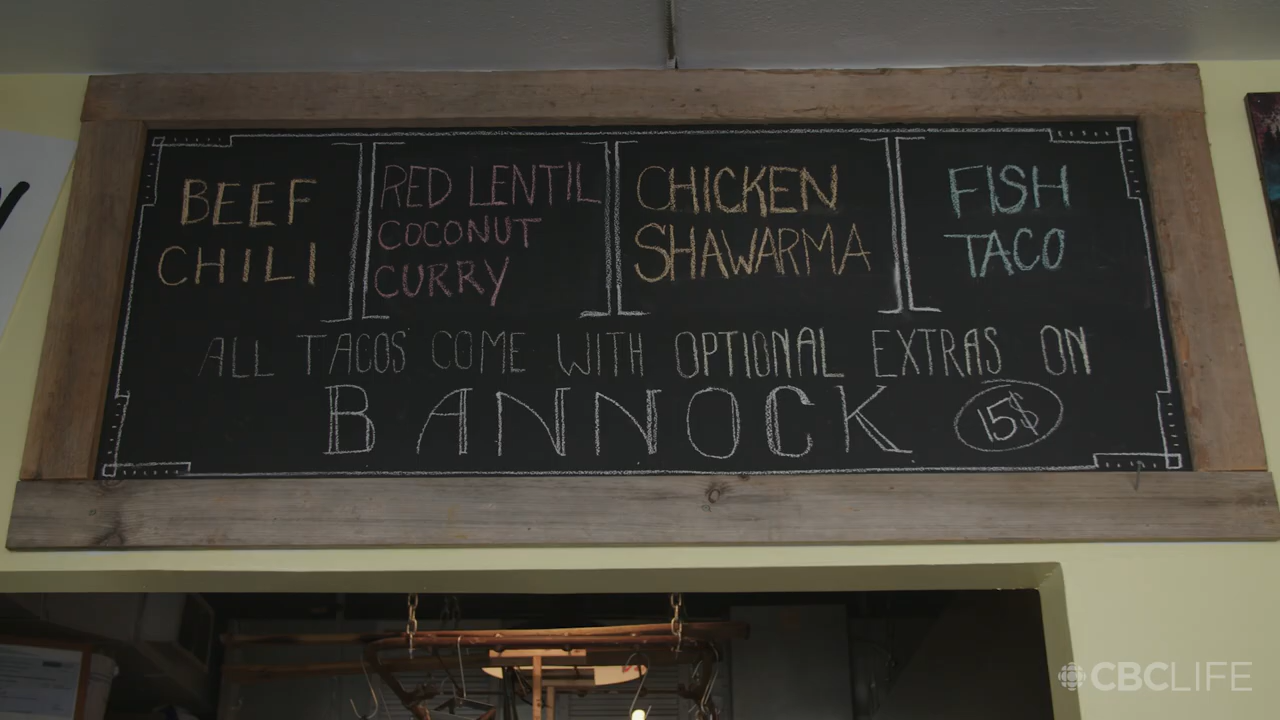 BEEF
CHILI
RED LENTIL
COCONUT
CURRY
CHICKEN
SHAWARMA
FISH
TACO
ALL TACOS COME WITH OPTIONAL EXTRAS ON
BANNOCK 15$
CBCLIFE